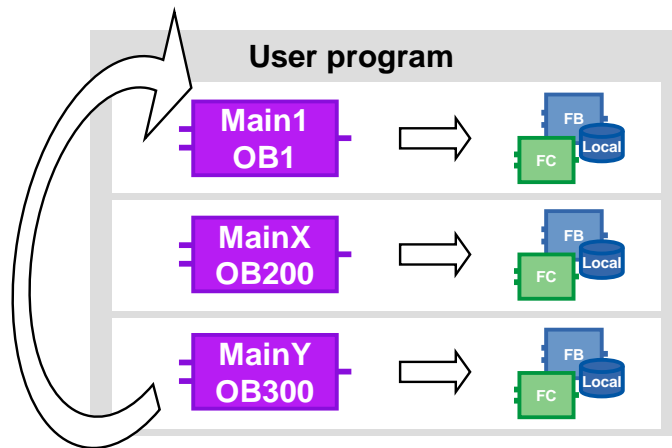 User program
Main1
OB1
FB
Local
FC
MainX
OB200
FB
Local
FC
MainY
OB300
FB
Local
FC